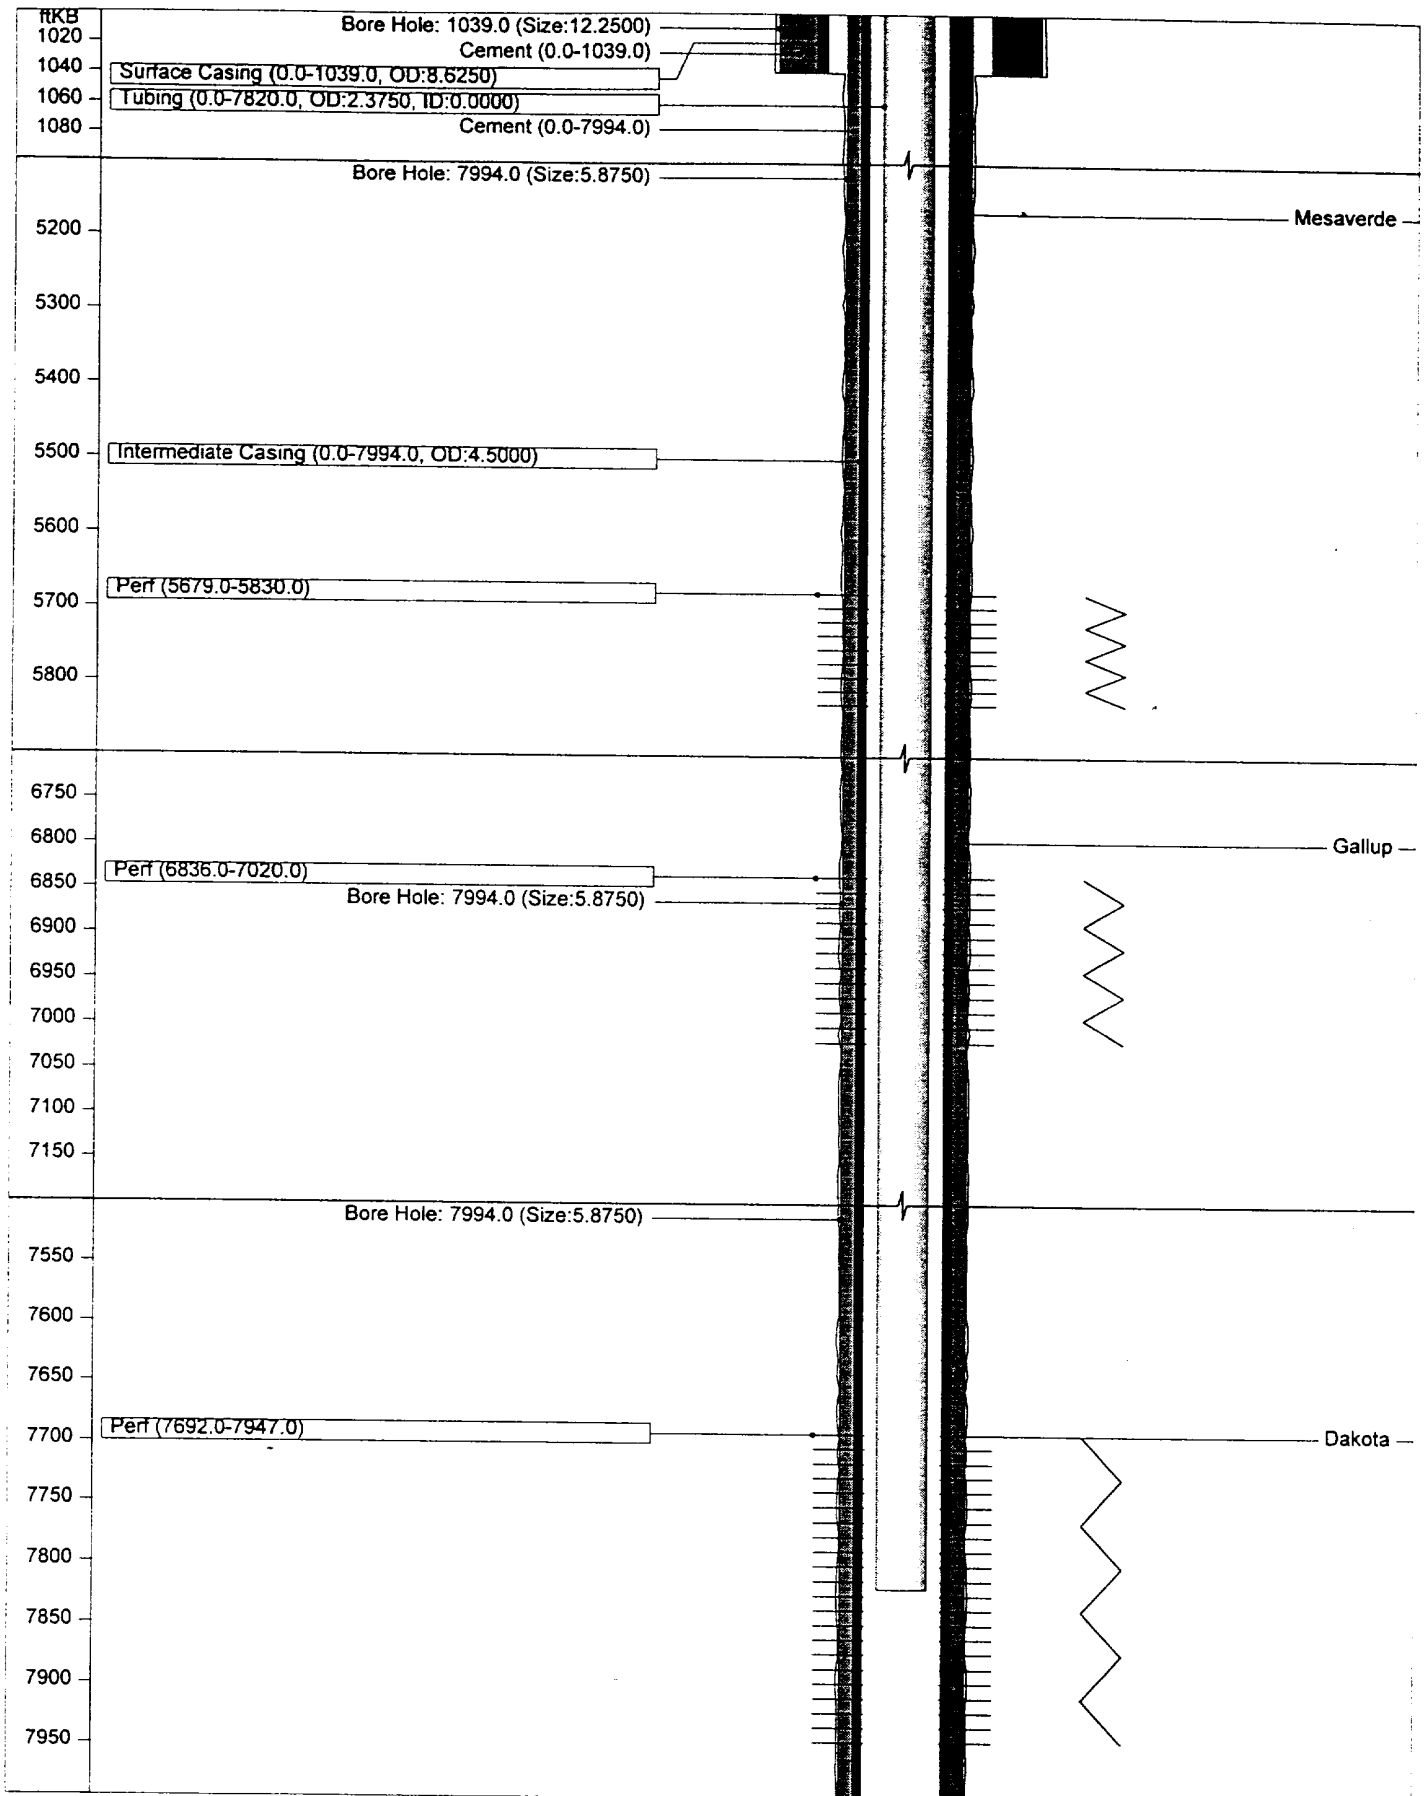 ftKB
Bore Hole: 1039.0 (Size:12.2500)
1020
Cement (0.0-1039.0)
1040
Surface Casing (0.0-1039.0, OD:8.6250)
1060
Tubing (0.0-7820.0, OD:2.3750, ID:0.0000)
1080
Cement (0.0-7994.0)
Bore Hole: 7994.0 (Size:5.8750)
Mesaverde
5200
5300
5400
5500
Intermediate Casing (0.0-7994.0, OD:4.5000)
5600
Perf (5679.0-5830.0)
5700
5800
6750
6800
Gallup
Perf (6836.0-7020.0)
6850
Bore Hole: 7994.0 (Size:5.8750)
6900
6950
7000
7050
7100
7150
Bore Hole: 7994.0 (Size:5.8750)
7550
7600
7650
Perf (7692.0-7947.0)
7700
Dakota
7750
7800
7850
7900
7950